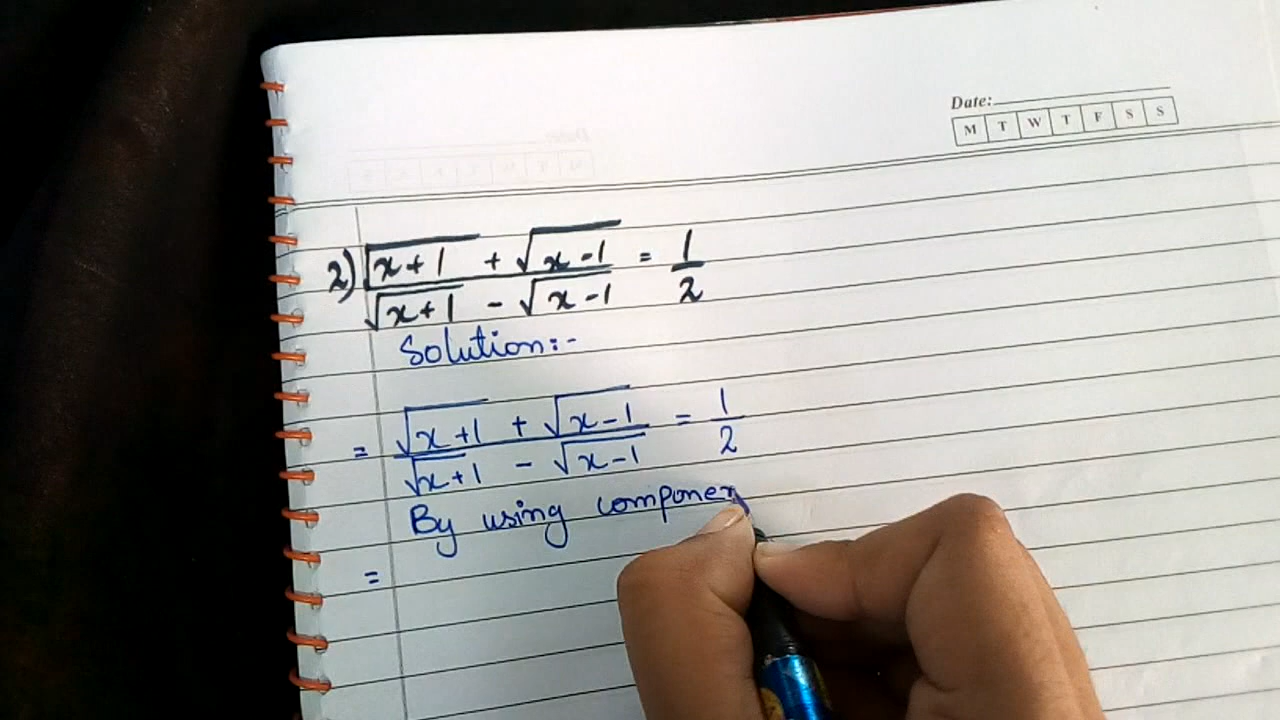 Date:
M T W T F S S
2) √x+1 + √x-1 = 1
√x+1 - √x-1 2
Solution:-
= √x+1 + √x-1 = 1
√x+1 - √x-1 2
By using componen
=